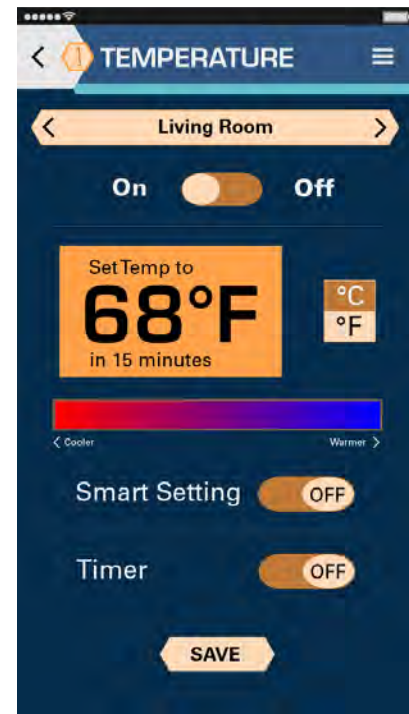 1 TEMPERATURE
Living Room
On Off
Set Temp to
68°F
in 15 minutes
°C
°F
Cooler Warmer
Smart Setting OFF
Timer OFF
SAVE